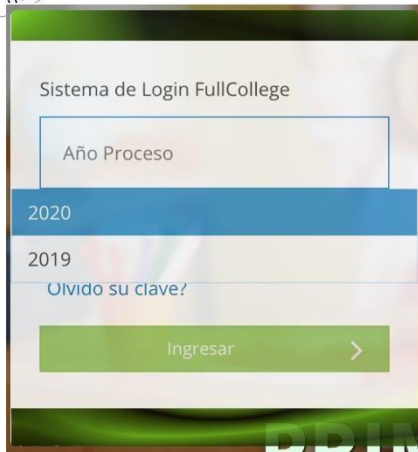 Sistema de Login FullCollege
Año Proceso
2020
2019
Olvido su clave?
Ingresar